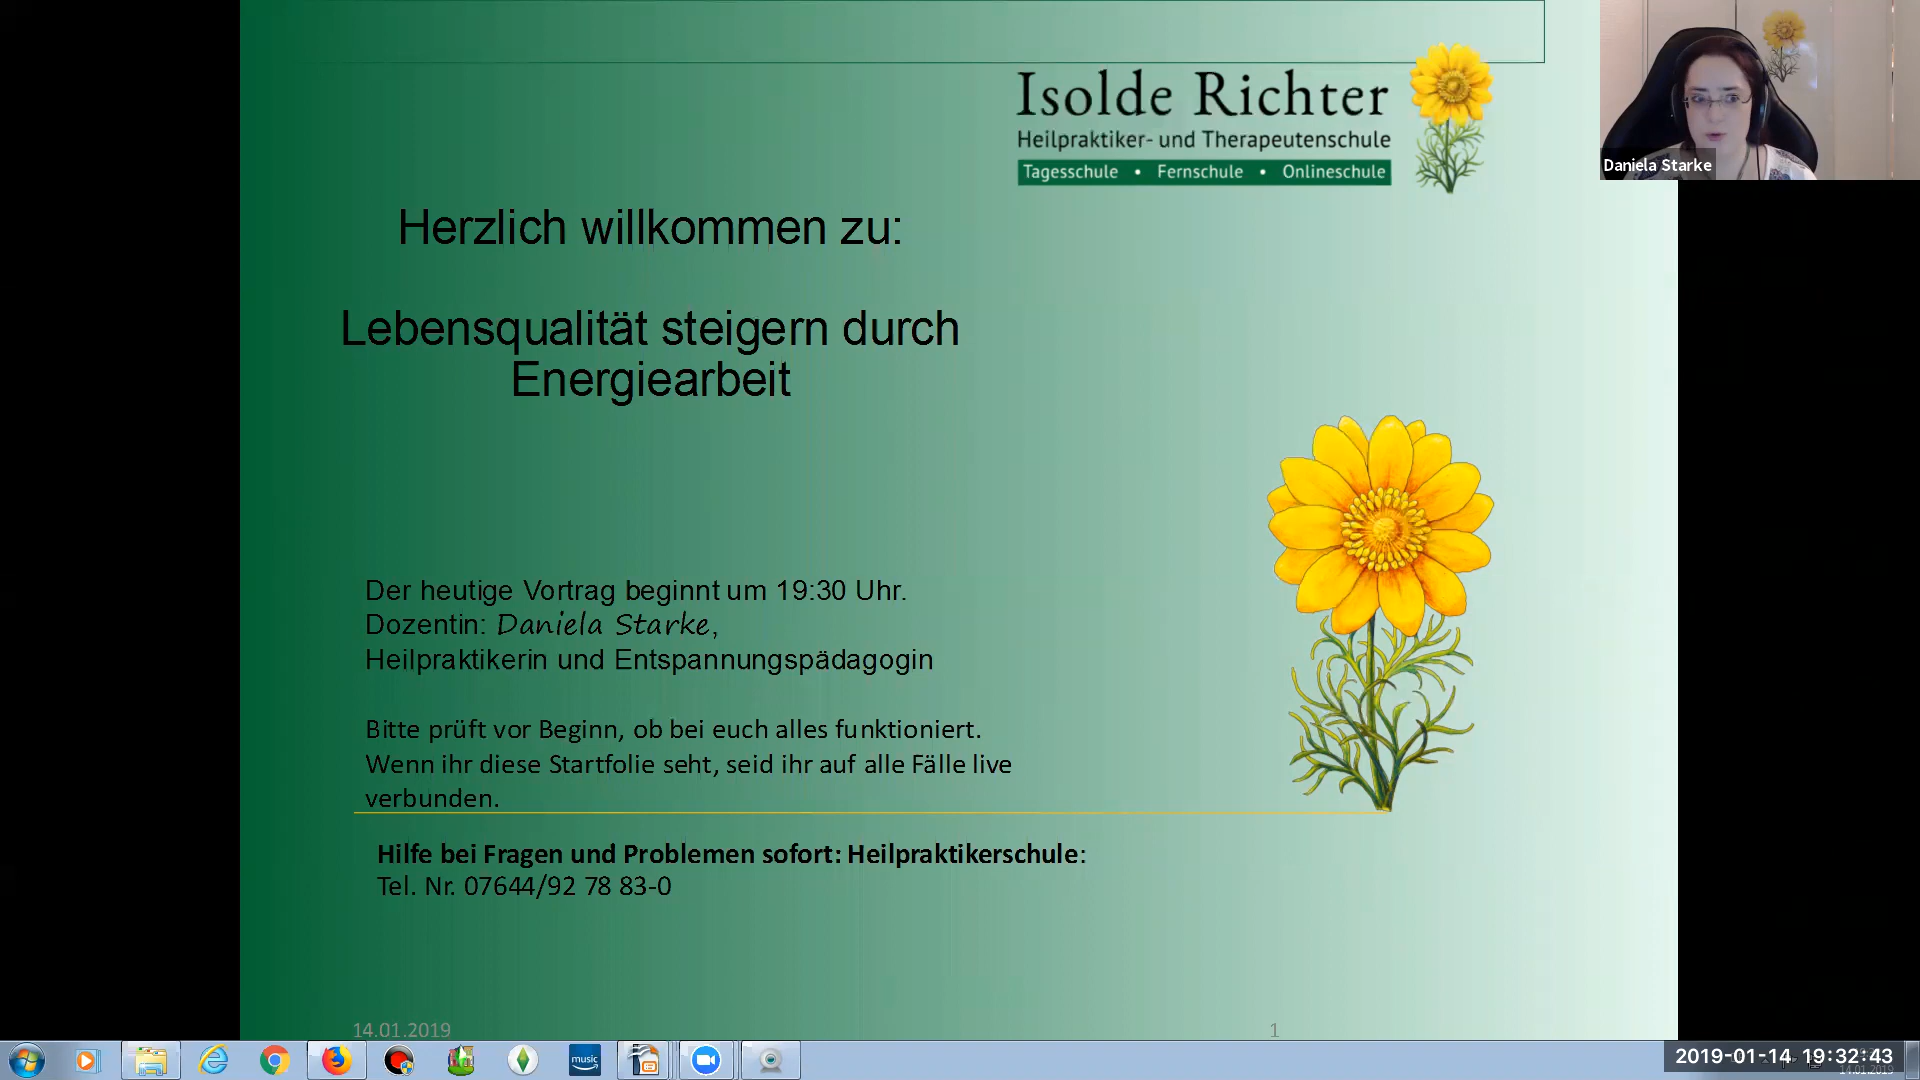 Isolde Richter
Heilpraktiker- und Therapeutenschule
Tagesschule • Fernschule • Onlineschule
Daniela Starke
Herzlich willkommen zu:
Lebensqualität steigern durch
Energiearbeit
Der heutige Vortrag beginnt um 19:30 Uhr.
Dozentin: Daniela Starke,
Heilpraktikerin und Entspannungspädagogin
Bitte prüft vor Beginn, ob bei euch alles funktioniert.
Wenn ihr diese Startfolie seht, seid ihr auf alle Fälle live
verbunden.
Hilfe bei Fragen und Problemen sofort: Heilpraktikerschule:
Tel. Nr. 07644/92 78 83-0
14.01.2019
1
music
2019-01-14 19:32:43
14.01.2019